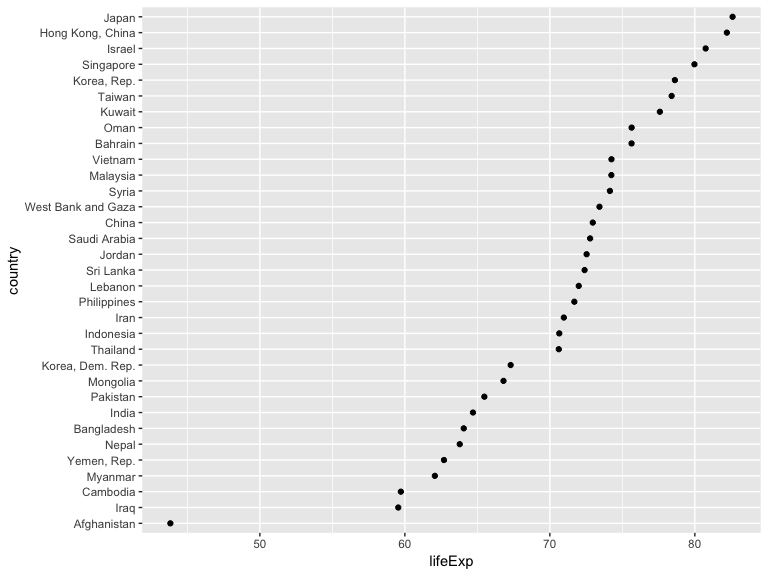 Japan
Hong Kong, China
Israel
Singapore
Korea, Rep.
Taiwan
Kuwait
Oman
Bahrain
Vietnam
Malaysia
Syria
West Bank and Gaza
China
Saudi Arabia
Jordan
Sri Lanka
Lebanon
Philippines
Iran
Indonesia
Thailand
Korea, Dem. Rep.
Mongolia
Pakistan
India
Bangladesh
Nepal
Yemen, Rep.
Myanmar
Cambodia
Iraq
Afghanistan
country
50 60 70 80
lifeExp